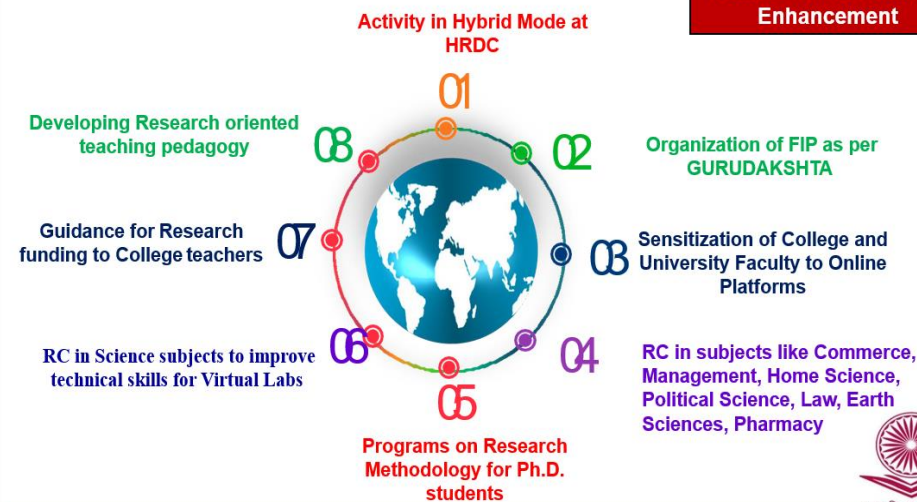 Enhancement
Activity in Hybrid Mode at
HRDC
01
02
Organization of FIP as per
GURUDAKSHTA
03
Sensitization of College and
University Faculty to Online
Platforms
04
RC in subjects like Commerce,
Management, Home Science,
Political Science, Law, Earth
Sciences, Pharmacy
05
Programs on Research
Methodology for Ph.D.
students
06
RC in Science subjects to improve
technical skills for Virtual Labs
07
Guidance for Research
funding to College teachers
08
Developing Research oriented
teaching pedagogy